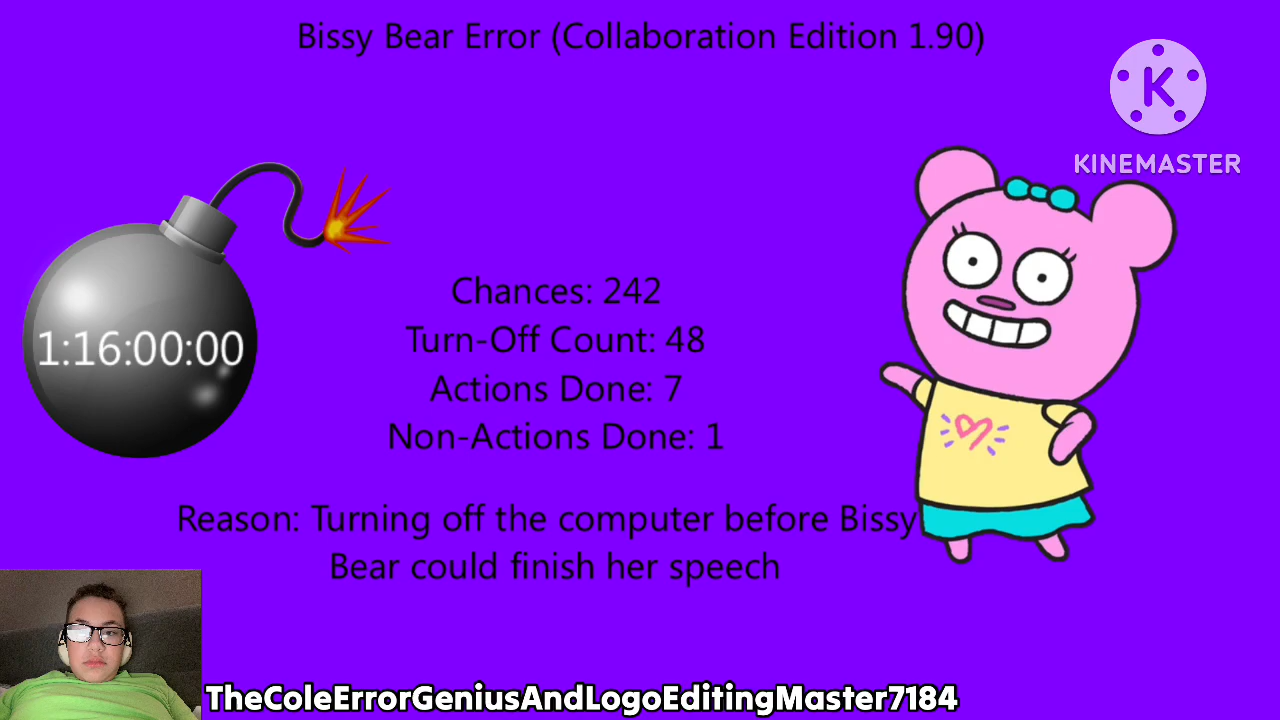 Bissy Bear Error (Collaboration Edition 1.90)
K
KINEMASTER
1:16:00:00
Chances: 242
Turn-Off Count: 48
Actions Done: 7
Non-Actions Done: 1
Reason: Turning off the computer before Bissy
Bear could finish her speech
TheColeErrorGeniusAndLogoEditingMaster7184